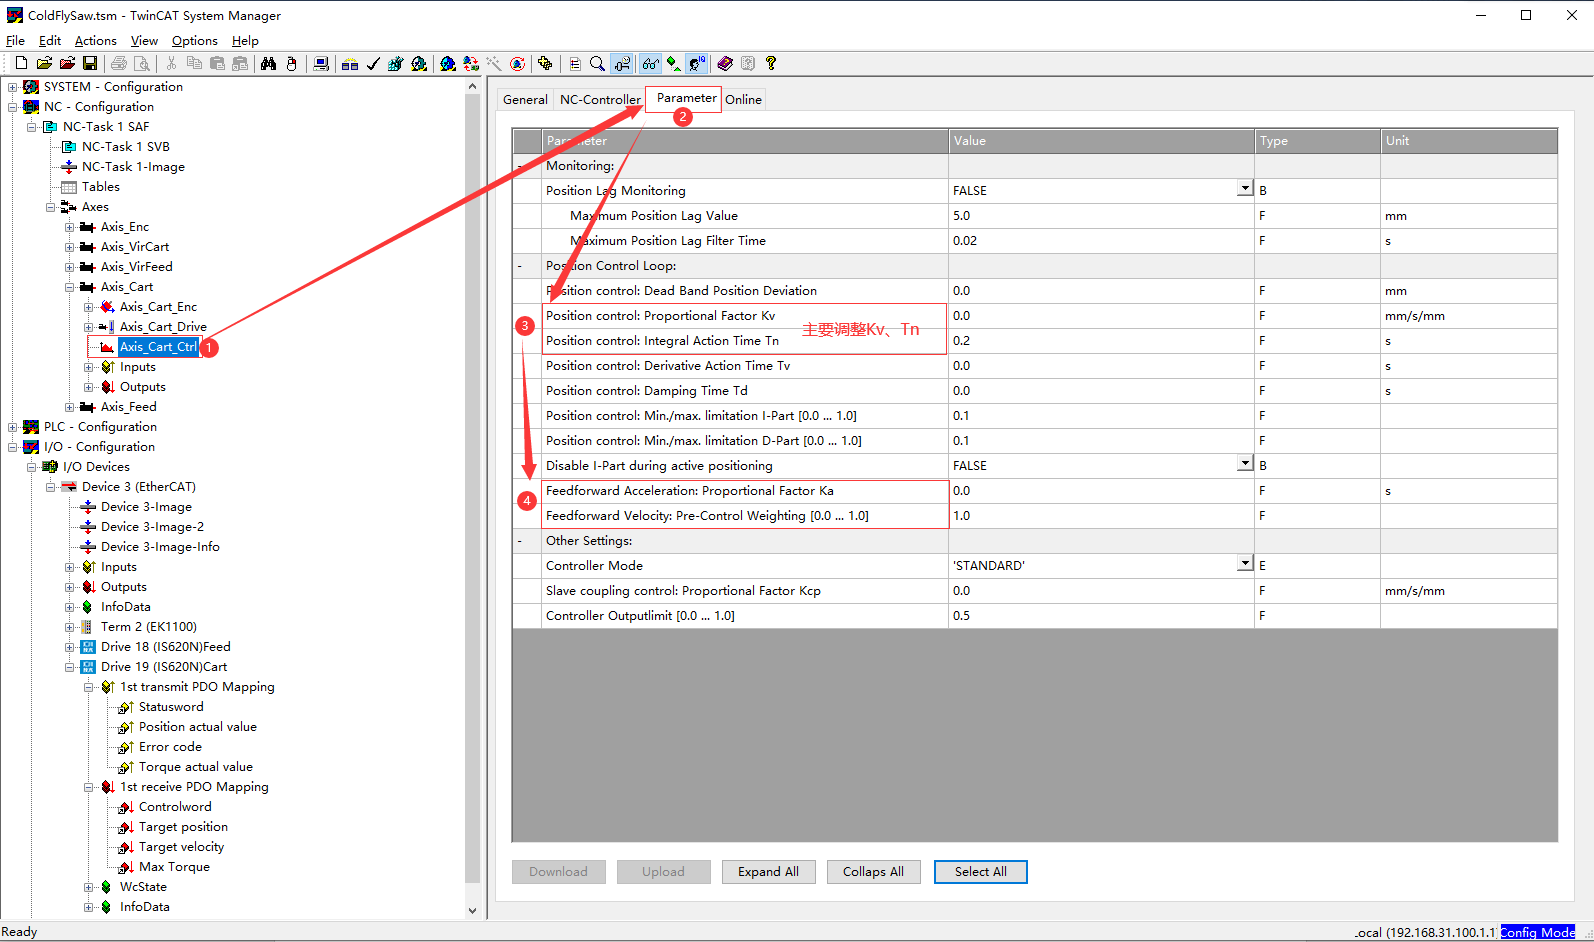 ColdFlySaw.tsm - TwinCAT System Manager
File Edit Actions View Options Help
SYSTEM - Configuration
NC - Configuration
NC-Task 1 SAF
NC-Task 1 SVB
NC-Task 1-Image
Tables
Axes
Axis_Enc
Axis_VirCart
Axis_VirFeed
Axis_Cart
Axis_Cart_Enc
Axis_Cart_Drive
Axis_Cart_Ctrl 1
Inputs
Outputs
Axis_Feed
PLC - Configuration
I/O - Configuration
I/O Devices
Device 3 (EtherCAT)
Device 3-Image
Device 3-Image-2
Device 3-Image-Info
Inputs
Outputs
InfoData
Term 2 (EK1100)
Drive 18 (IS620N)Feed
Drive 19 (IS620N)Cart
1st transmit PDO Mapping
Statusword
Position actual value
Error code
Torque actual value
1st receive PDO Mapping
Controlword
Target position
Target velocity
Max Torque
WcState
InfoData
General NC-Controller Parameter Online
2
Parameter Value Type Unit
- Monitoring:
Position Lag Monitoring FALSE B
Maximum Position Lag Value 5.0 F mm
Maximum Position Lag Filter Time 0.02 F s
- Position Control Loop:
Position control: Dead Band Position Deviation 0.0 F mm
Position control: Proportional Factor Kv 0.0 F mm/s/mm
3 主要调整Kv、Tn
Position control: Integral Action Time Tn 0.2 F s
Position control: Derivative Action Time Tv 0.0 F s
Position control: Damping Time Td 0.0 F s
Position control: Min./max. limitation I-Part [0.0 ... 1.0] 0.1 F
Position control: Min./max. limitation D-Part [0.0 ... 1.0] 0.1 F
Disable I-Part during active positioning FALSE B
4 Feedforward Acceleration: Proportional Factor Ka 0.0 F s
Feedforward Velocity: Pre-Control Weighting [0.0 ... 1.0] 1.0 F
- Other Settings:
Controller Mode 'STANDARD' E
Slave coupling control: Proportional Factor Kcp 0.0 F mm/s/mm
Controller Outputlimit [0.0 ... 1.0] 0.5 F
Download Upload Expand All Collaps All Select All
Ready
Local (192.168.31.100.1.1) Config Mode